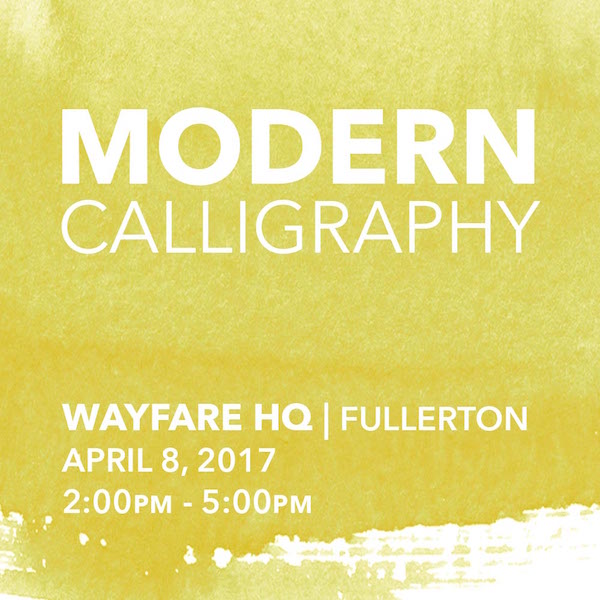 MODERN
CALLIGRAPHY
WAYFARE HQ | FULLERTON
APRIL 8, 2017
2:00PM - 5:00PM